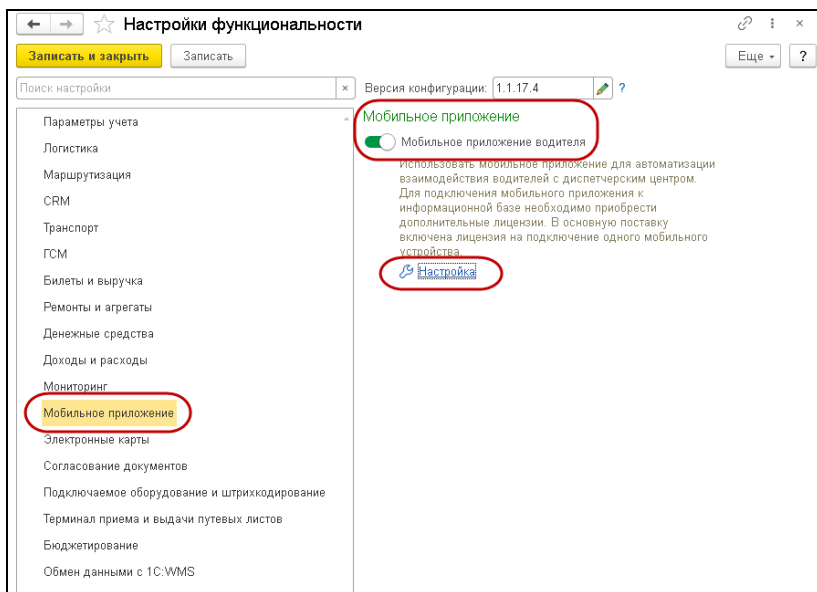 Настройки функциональности
Записать и закрыть
Записать
Еще
?
Поиск настройки
×
Версия конфигурации:
1.1.17.4
?
Параметры учета
Логистика
Маршрутизация
CRM
Транспорт
ГСМ
Билеты и выручка
Ремонты и агрегаты
Денежные средства
Доходы и расходы
Мониторинг
Мобильное приложение
Электронные карты
Согласование документов
Подключаемое оборудование и штрихкодирование
Терминал приема и выдачи путевых листов
Бюджетирование
Обмен данными с 1С:WMS
Мобильное приложение
Мобильное приложение водителя
Использовать мобильное приложение для автоматизации
взаимодействия водителей с диспетчерским центром.
Для подключения мобильного приложения к
информационной базе необходимо приобрести
дополнительные лицензии. В основную поставку
включена лицензия на подключение одного мобильного
устройства.
Настройка